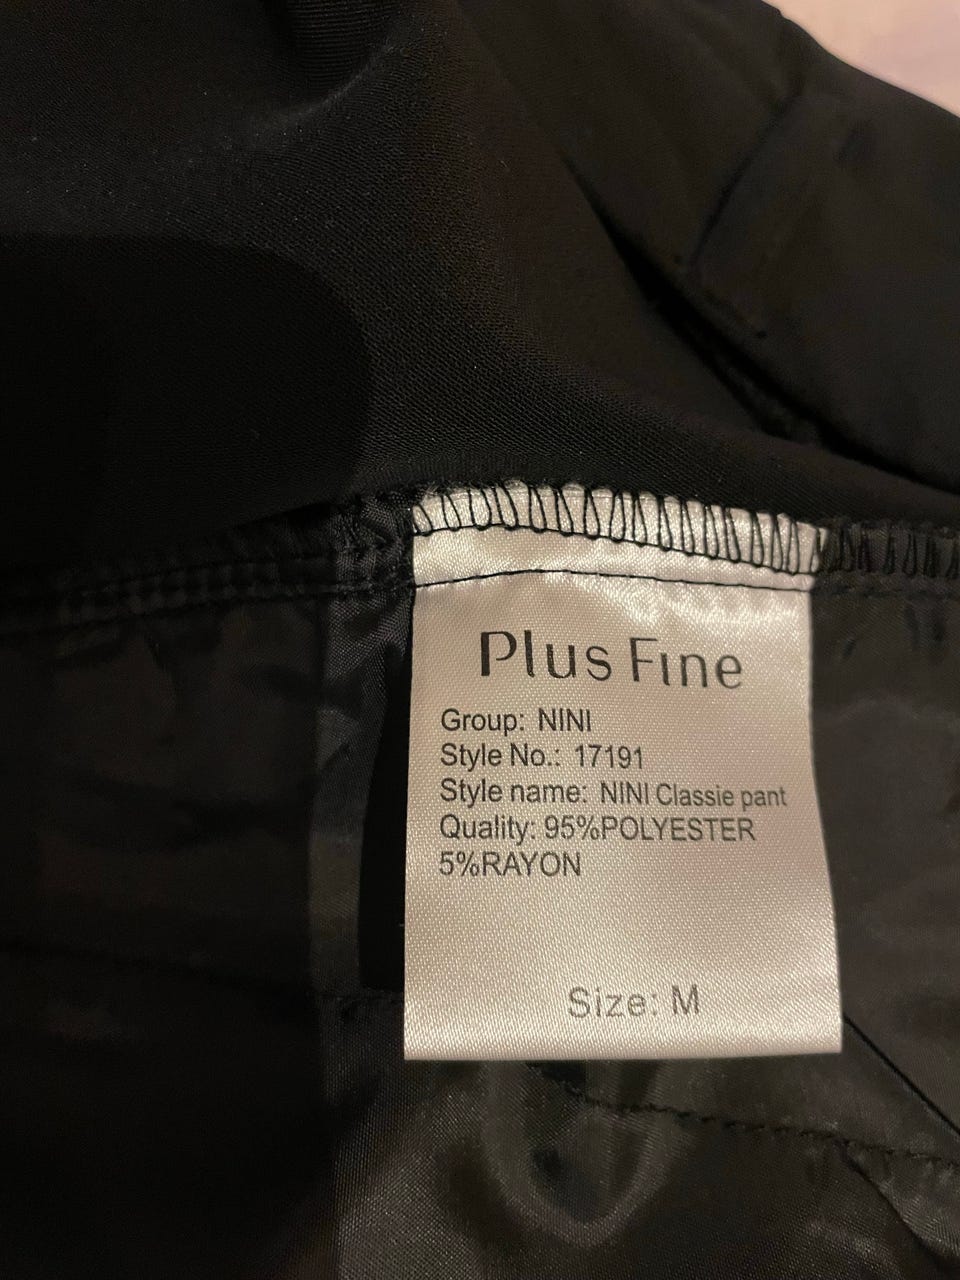 Plus Fine
Group: NINI
Style No.: 17191
Style name: NINI Classie pant
Quality: 95%POLYESTER
5%RAYON
Size: M